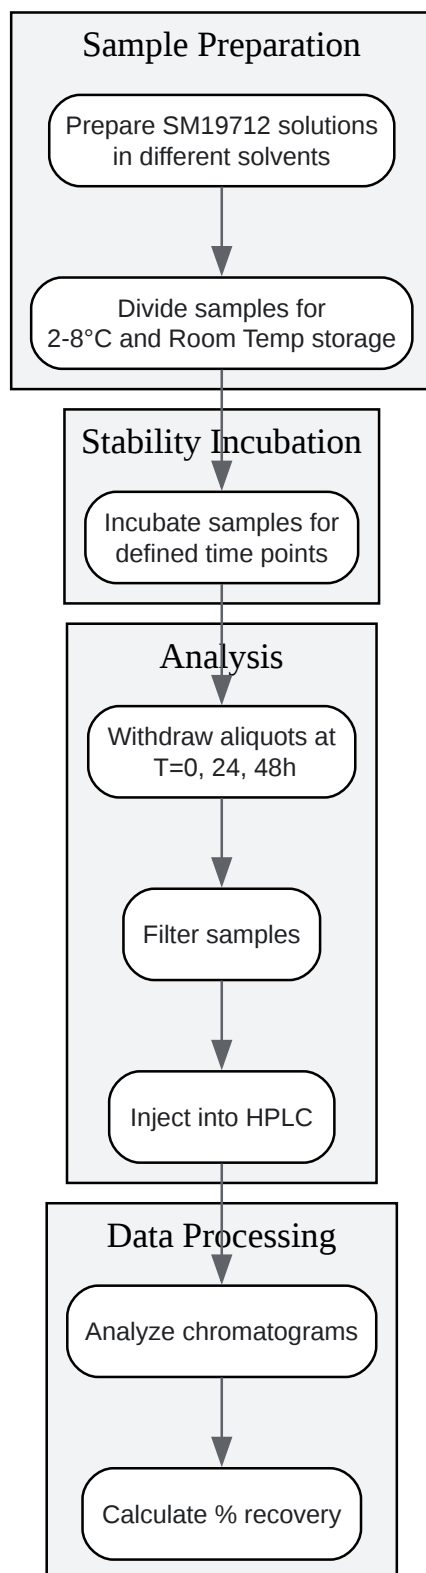 Sample Preparation
Prepare SM19712 solutions
in different solvents
Divide samples for
2-8°C and Room Temp storage
Stability Incubation
Incubate samples for
defined time points
Analysis
Withdraw aliquots at
T=0, 24, 48h
Filter samples
Inject into HPLC
Data Processing
Analyze chromatograms
Calculate % recovery